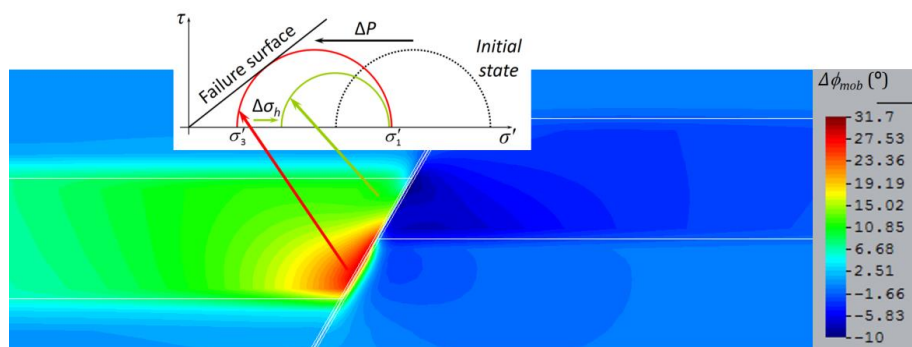 τ
ΔP
Initial
state
Failure surface
Δσh
σ'3
σ'1
σ'
Δϕmob (º)
31.7
27.53
23.36
19.19
15.02
10.85
6.68
2.51
-1.66
-5.83
-10